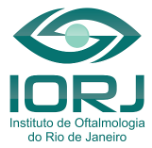 IORJ
Instituto de Oftalmologia
do Rio de Janeiro